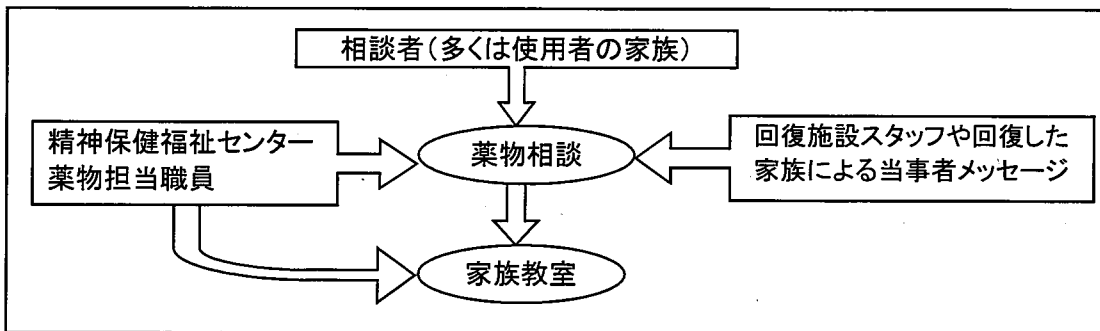 相談者(多くは使用者の家族)
精神保健福祉センター
薬物担当職員
薬物相談
回復施設スタッフや回復した
家族による当事者メッセージ
家族教室